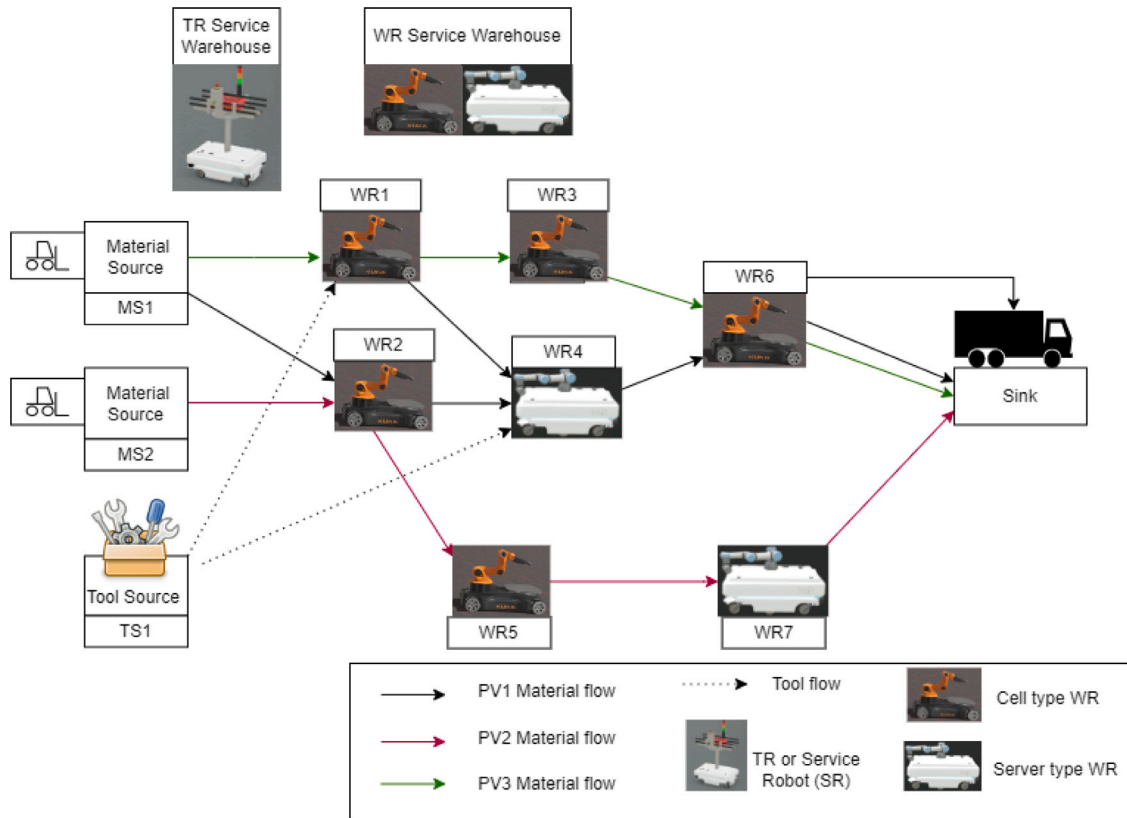 TR Service
Warehouse
WR Service Warehouse
WR1
WR3
Material
Source
MS1
WR6
WR2
WR4
Material
Source
MS2
Sink
Tool Source
TS1
WR5
WR7
PV1 Material flow
Tool flow
Cell type WR
PV2 Material flow
TR or Service
Robot (SR)
Server type WR
PV3 Material flow